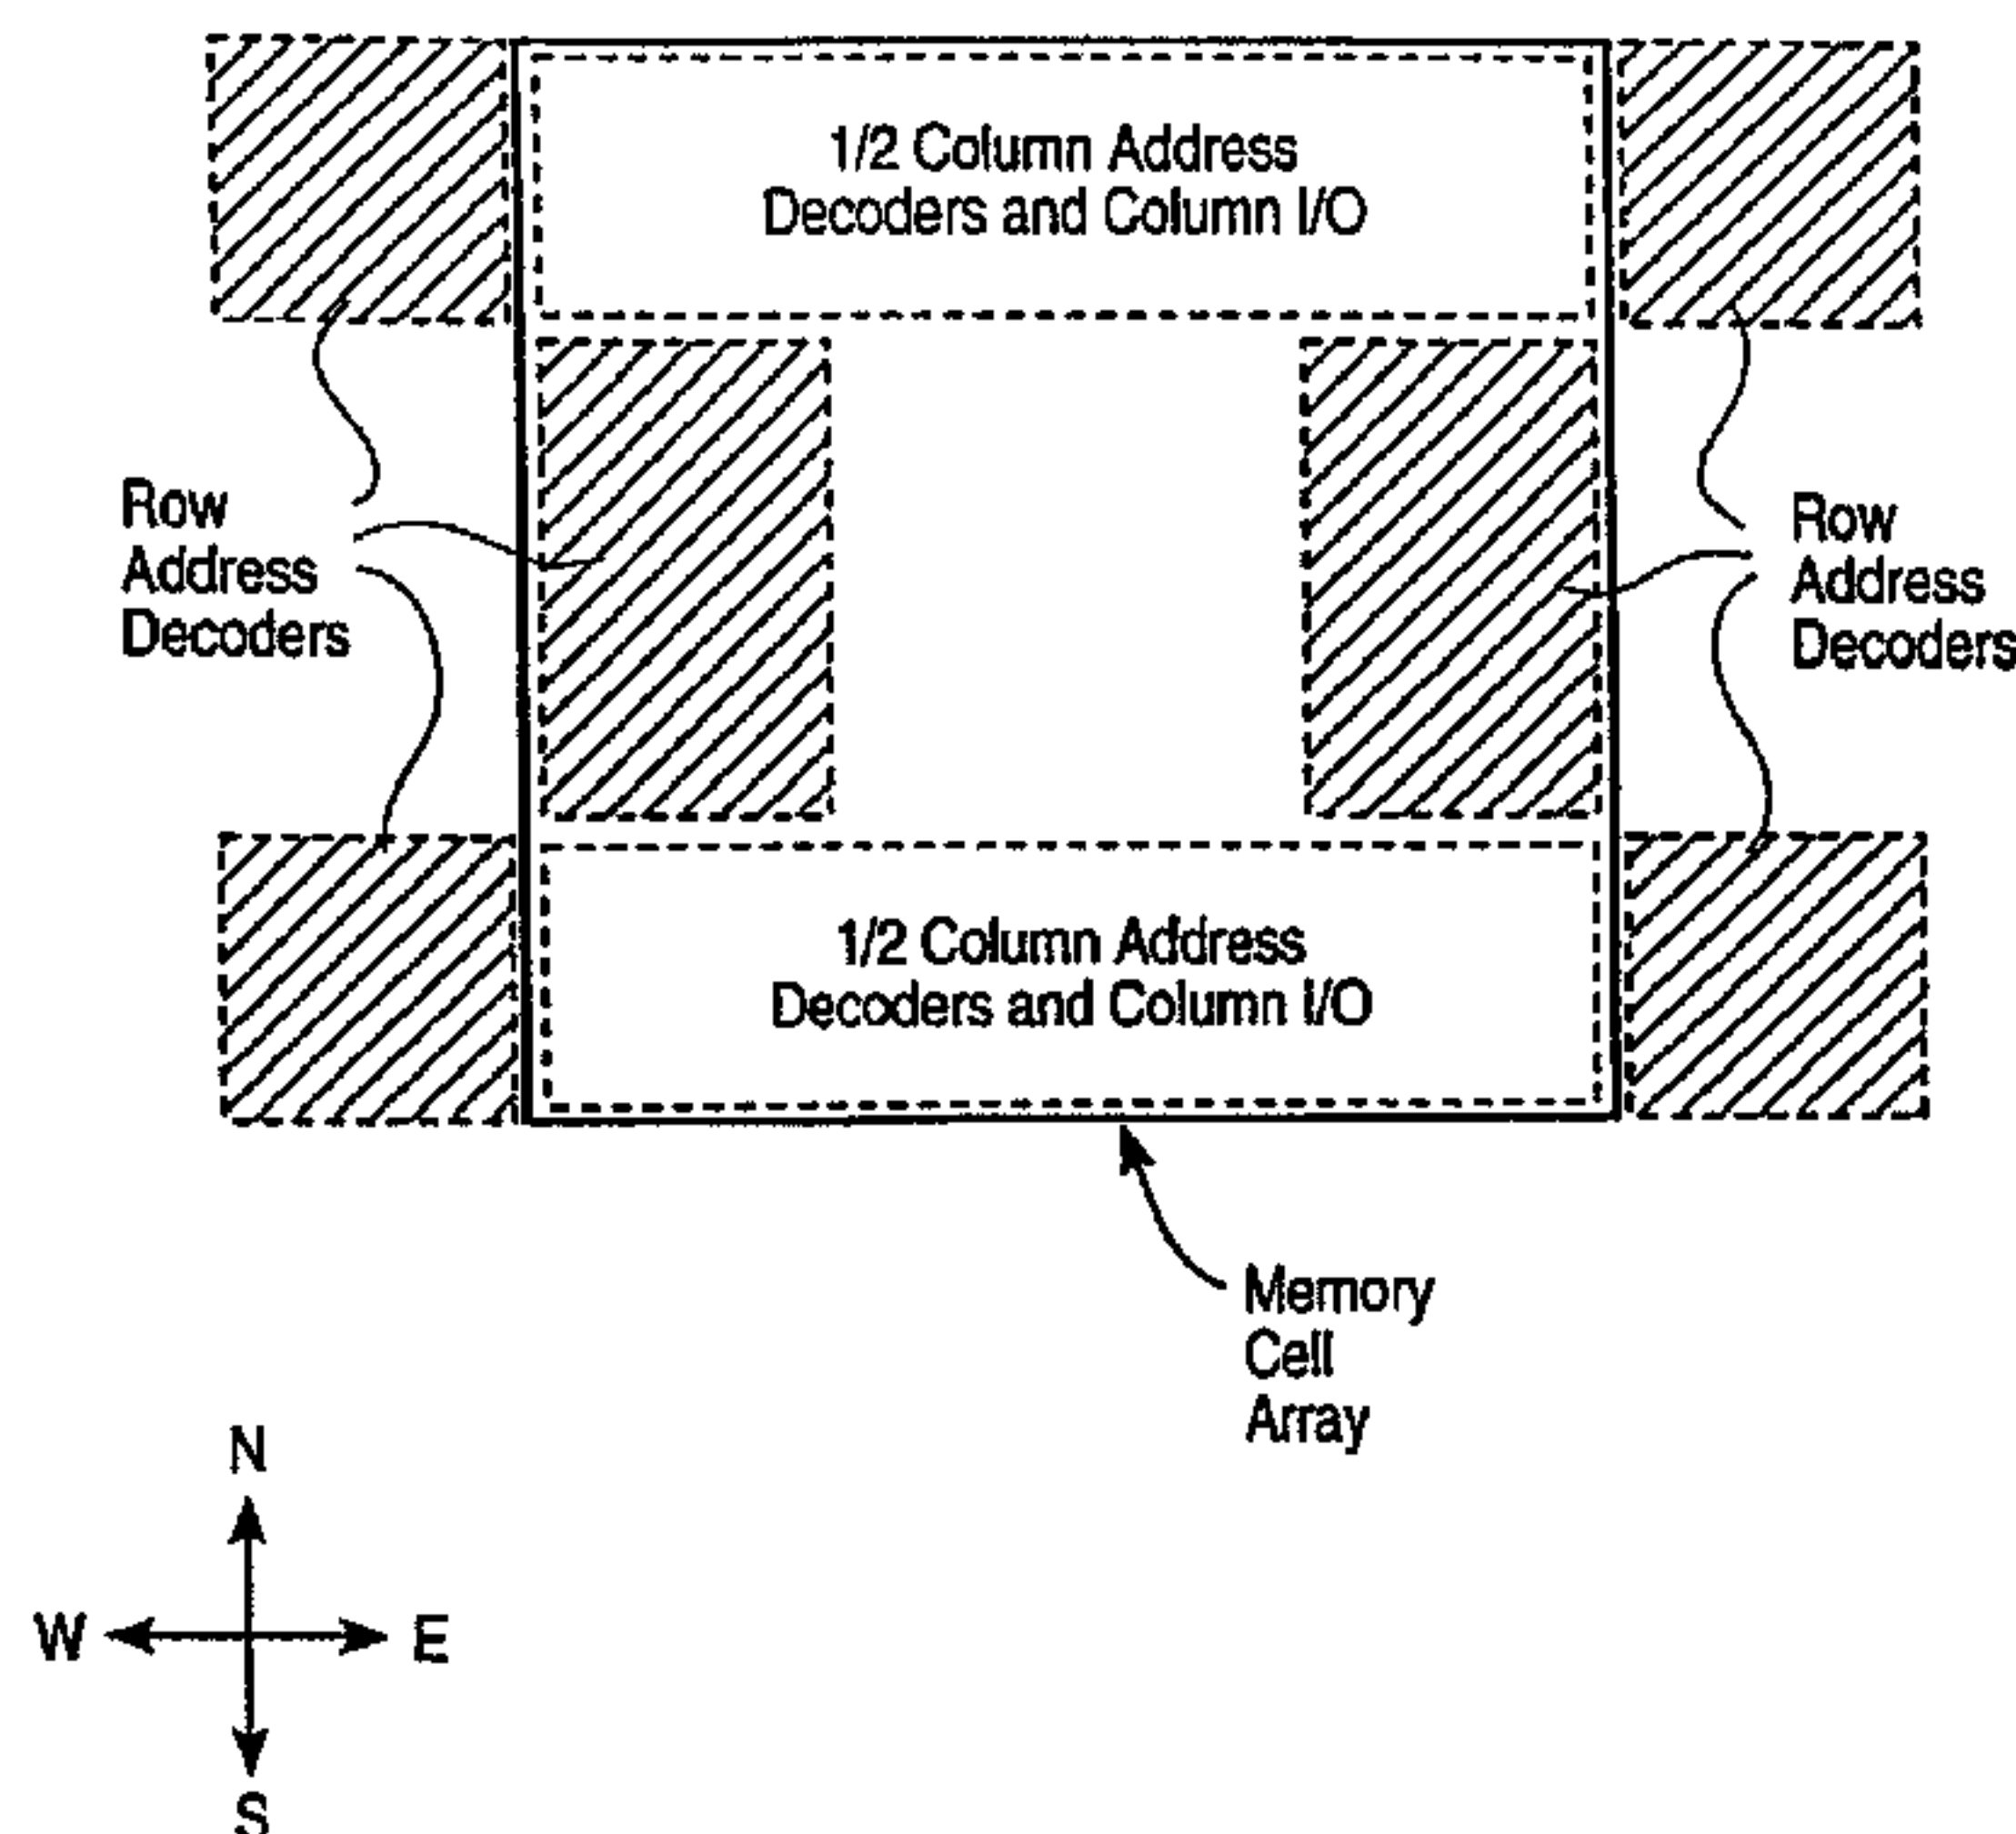 1/2 Column Address
Decoders and Column I/O
Row
Address
Decoders
Row
Address
Decoders
1/2 Column Address
Decoders and Column I/O
Memory
Cell
Array
N
W
E
S